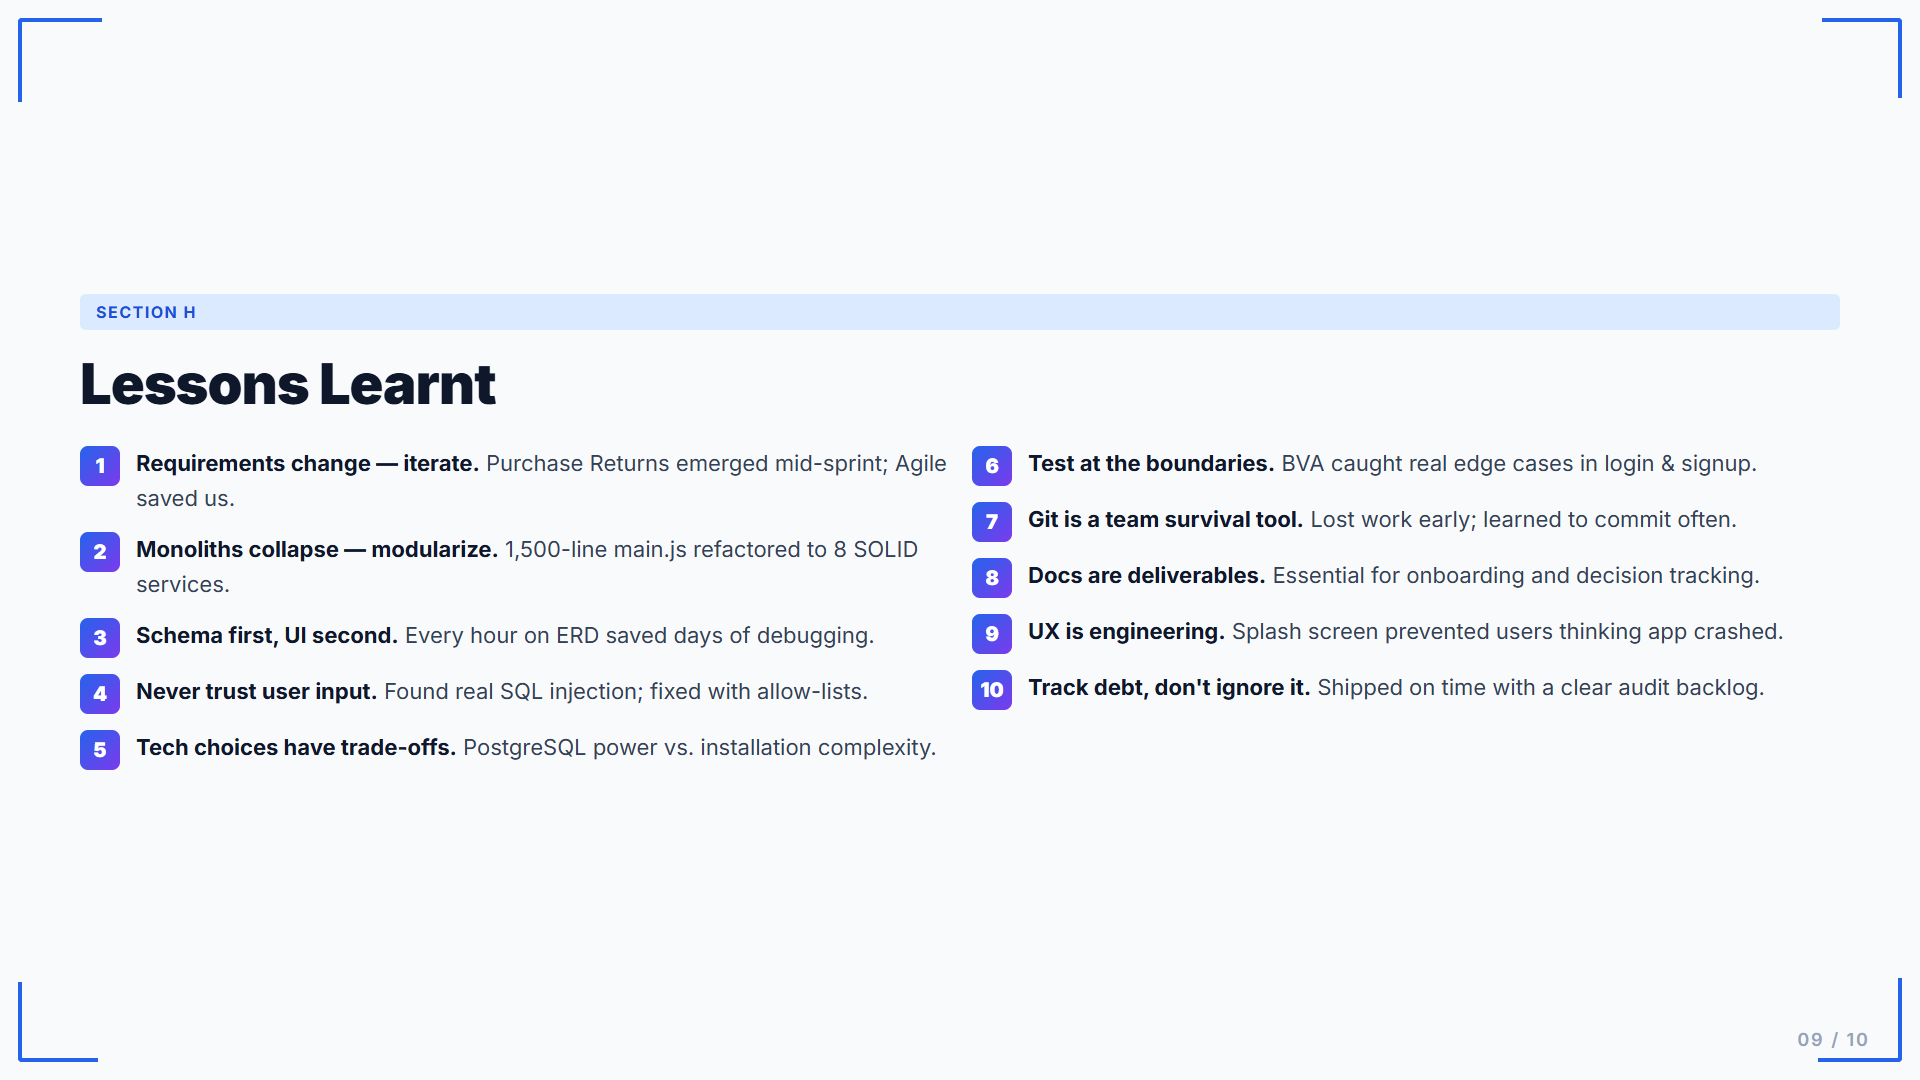 SECTION H
Lessons Learnt
1 Requirements change — iterate. Purchase Returns emerged mid-sprint; Agile
saved us.
2 Monoliths collapse — modularize. 1,500-line main.js refactored to 8 SOLID
services.
3 Schema first, UI second. Every hour on ERD saved days of debugging.
4 Never trust user input. Found real SQL injection; fixed with allow-lists.
5 Tech choices have trade-offs. PostgreSQL power vs. installation complexity.
6 Test at the boundaries. BVA caught real edge cases in login & signup.
7 Git is a team survival tool. Lost work early; learned to commit often.
8 Docs are deliverables. Essential for onboarding and decision tracking.
9 UX is engineering. Splash screen prevented users thinking app crashed.
10 Track debt, don't ignore it. Shipped on time with a clear audit backlog.
09 / 10